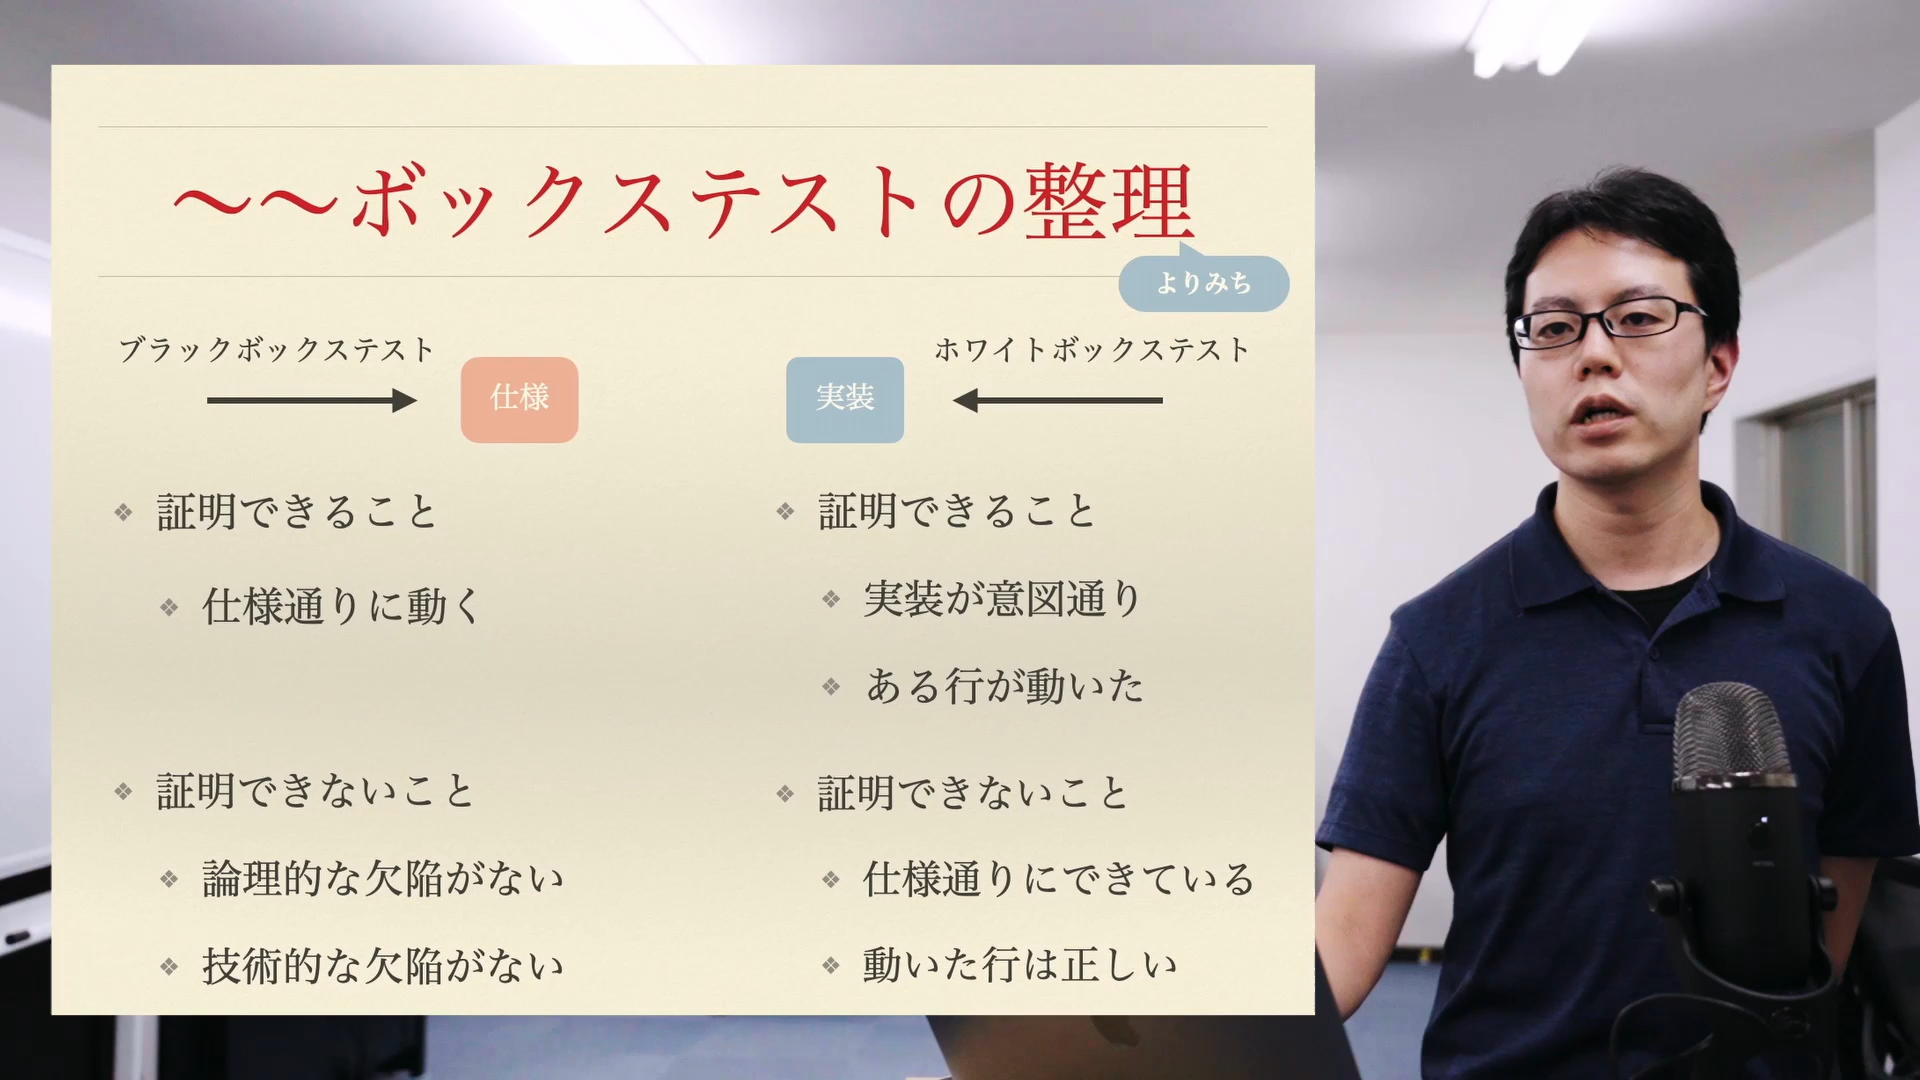 〜〜ボックステストの整理
よりみち
ブラックボックステスト
仕様
証明できること
仕様通りに動く
証明できないこと
論理的な欠陥がない
技術的な欠陥がない
ホワイトボックステスト
実装
証明できること
実装が意図通り
ある行が動いた
証明できないこと
仕様通りにできている
動いた行は正しい